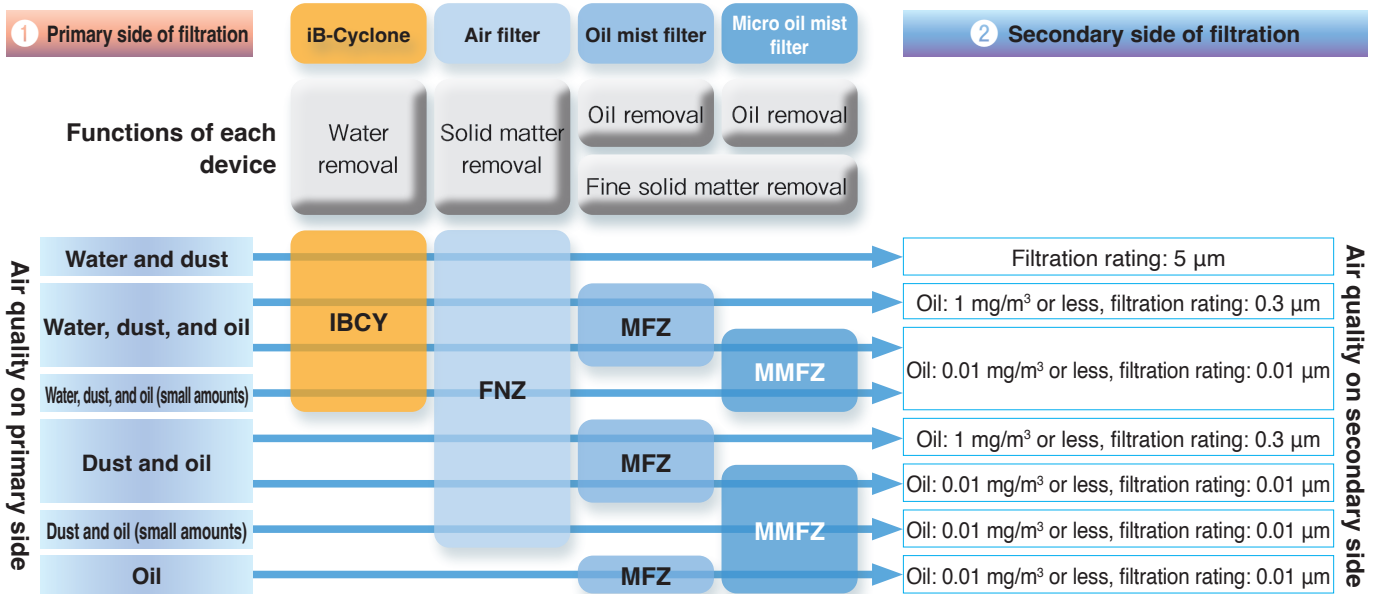 1 Primary side of filtration
iB-Cyclone
Air filter
Oil mist filter
Micro oil mist
filter
2 Secondary side of filtration
Functions of each
device
Water
removal
Solid matter
removal
Oil removal
Oil removal
Fine solid matter removal
Air quality on primary side
Water and dust
Water, dust, and oil
Water, dust, and oil (small amounts)
Dust and oil
Dust and oil (small amounts)
Oil
IBCY
FNZ
MFZ
MMFZ
MFZ
MMFZ
MFZ
Filtration rating: 5 μm
Oil: 1 mg/m³ or less, filtration rating: 0.3 μm
Oil: 0.01 mg/m³ or less, filtration rating: 0.01 μm
Oil: 1 mg/m³ or less, filtration rating: 0.3 μm
Oil: 0.01 mg/m³ or less, filtration rating: 0.01 μm
Oil: 0.01 mg/m³ or less, filtration rating: 0.01 μm
Oil: 0.01 mg/m³ or less, filtration rating: 0.01 μm
Air quality on secondary side